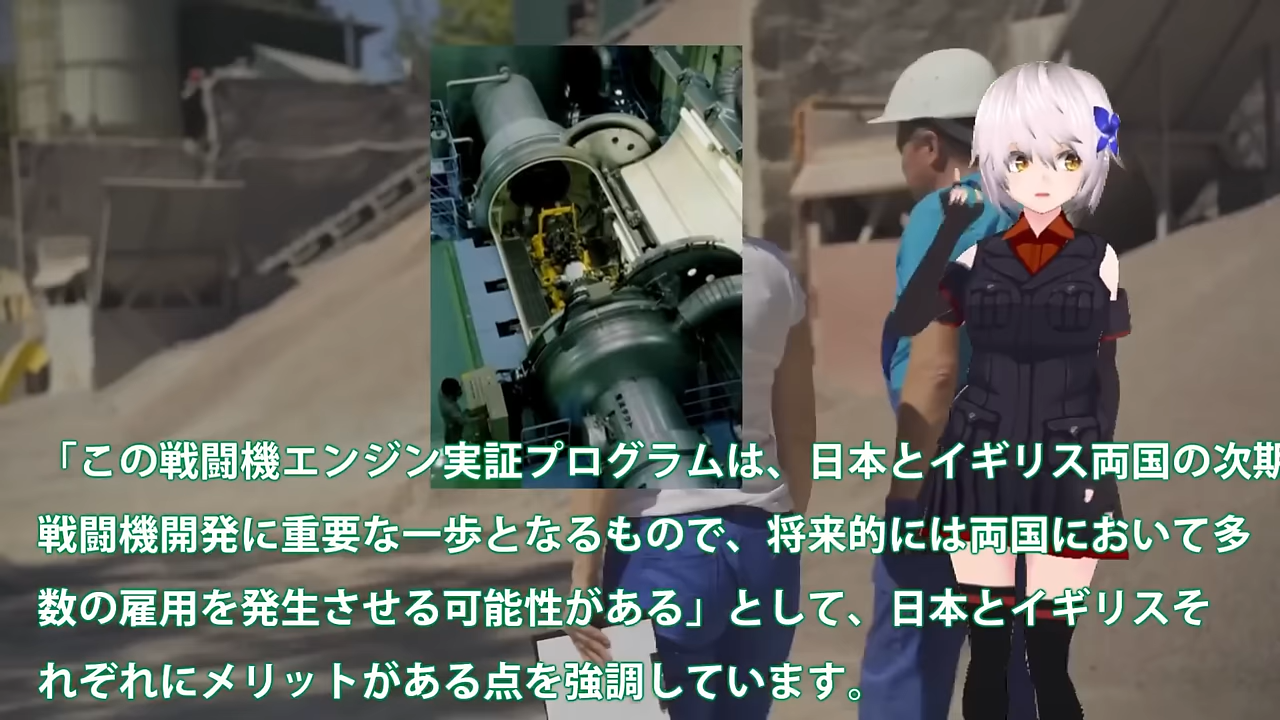 「この戦闘機エンジン実証プログラムは、日本とイギリス両国の次期
戦闘機開発に重要な一歩となるもので、将来的には両国において多
数の雇用を発生させる可能性がある」として、日本とイギリスそ
れぞれにメリットがある点を強調しています。